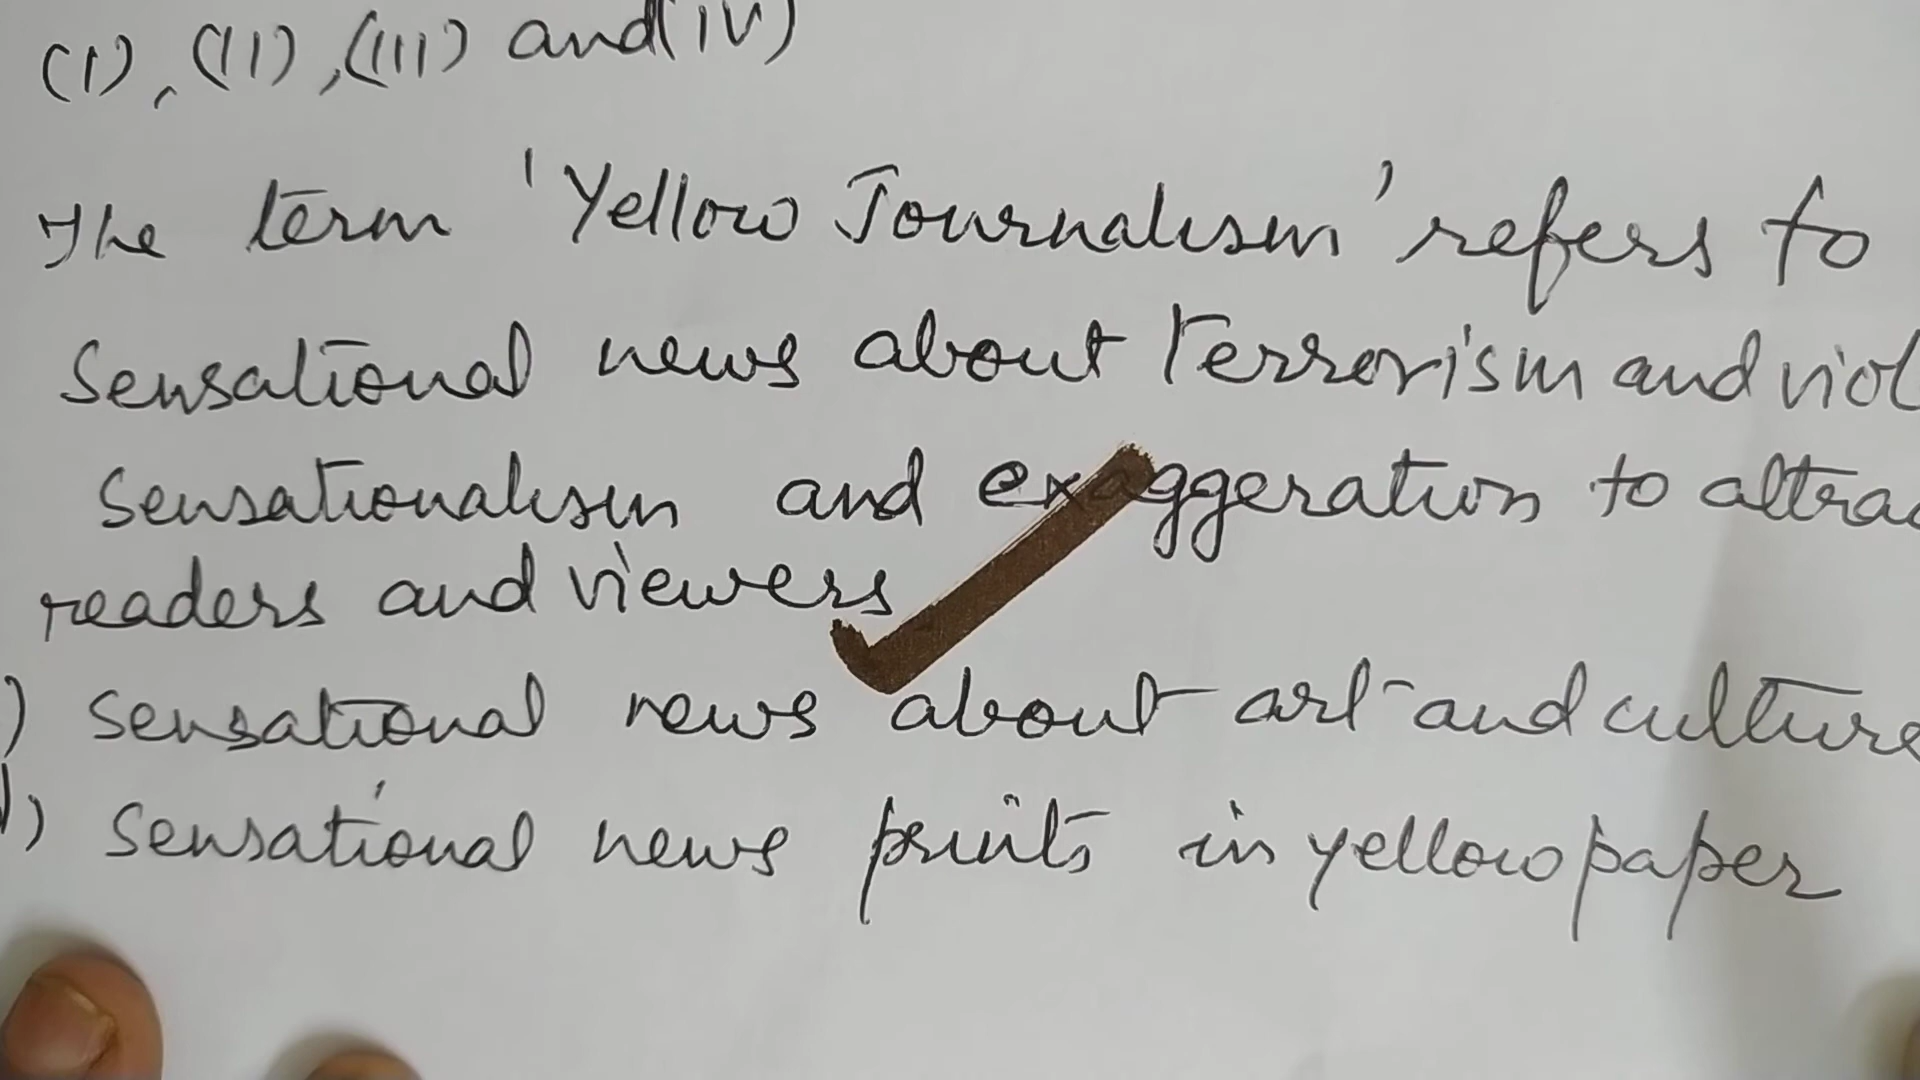 (I), (II), (III) and (IV)
The term 'Yellow Journalism' refers to
Sensational news about Terrorism and viol
Sensationalism and exaggeration to attrac
readers and viewers
) Sensational news about art and culture
) Sensational news prints in yellow paper